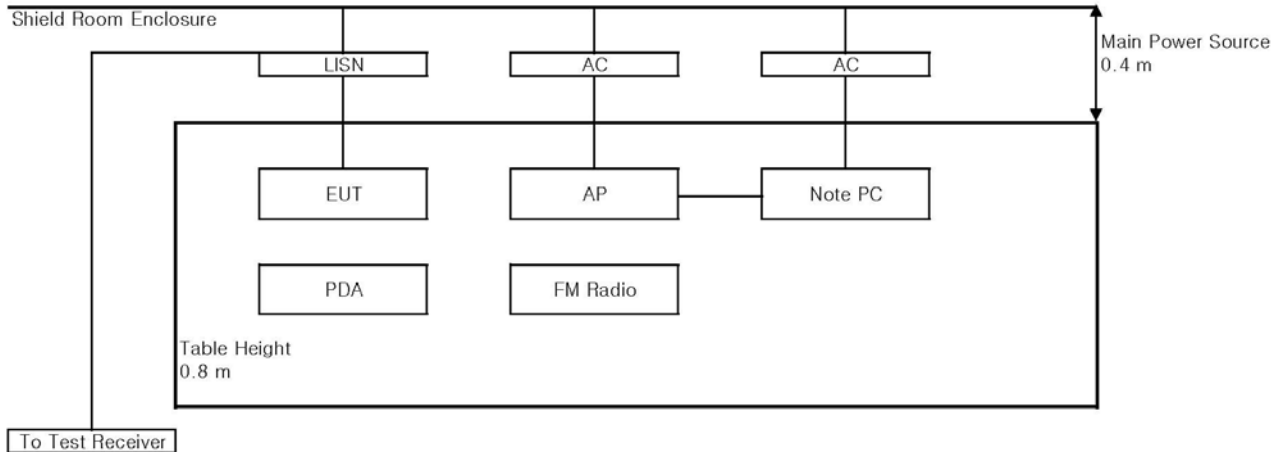 Shield Room Enclosure
Main Power Source
0.4 m
LISN
AC
AC
EUT
AP
Note PC
PDA
FM Radio
Table Height
0.8 m
To Test Receiver